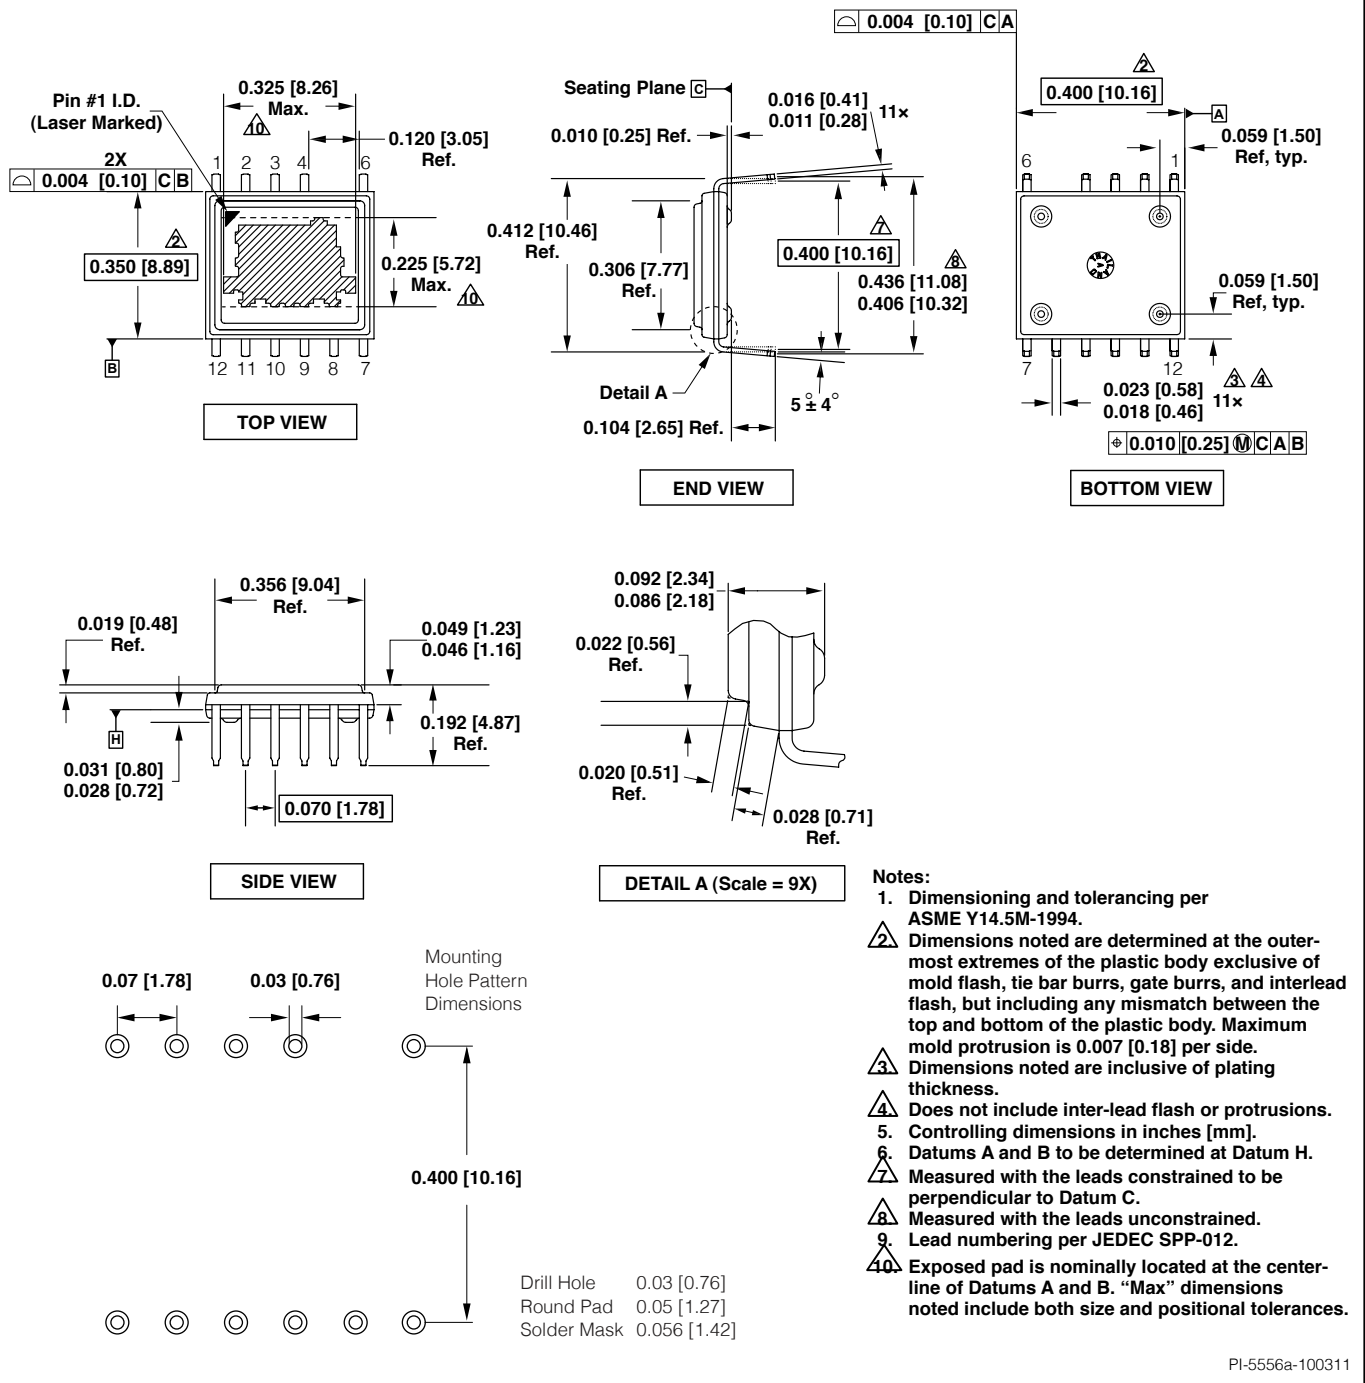 0.004 [0.10] C A
2
0.400 [10.16]
A
0.059 [1.50]
Ref, typ.
6 1
0.059 [1.50]
Ref, typ.
7 12
0.023 [0.58]
0.018 [0.46]
11×
3 4
⌖ 0.010 [0.25] Ⓜ C A B
BOTTOM VIEW
Pin #1 I.D.
(Laser Marked)
0.325 [8.26]
Max.
10
0.120 [3.05]
Ref.
2X
0.004 [0.10] C B
1 2 3 4 6
2
0.350 [8.89]
0.225 [5.72]
Max.
10
B
12 11 10 9 8 7
TOP VIEW
Seating Plane C
0.016 [0.41]
0.011 [0.28]
11×
0.010 [0.25] Ref.
0.412 [10.46]
Ref.
0.306 [7.77]
Ref.
7
0.400 [10.16]
8
0.436 [11.08]
0.406 [10.32]
Detail A
5° ± 4°
0.104 [2.65] Ref.
END VIEW
0.356 [9.04]
Ref.
0.019 [0.48]
Ref.
0.049 [1.23]
0.046 [1.16]
H
0.192 [4.87]
Ref.
0.031 [0.80]
0.028 [0.72]
0.070 [1.78]
SIDE VIEW
0.092 [2.34]
0.086 [2.18]
0.022 [0.56]
Ref.
0.020 [0.51]
Ref.
0.028 [0.71]
Ref.
DETAIL A (Scale = 9X)
Mounting
Hole Pattern
Dimensions
0.07 [1.78]
0.03 [0.76]
0.400 [10.16]
Drill Hole 0.03 [0.76]
Round Pad 0.05 [1.27]
Solder Mask 0.056 [1.42]
Notes:
1. Dimensioning and tolerancing per
ASME Y14.5M-1994.
2. Dimensions noted are determined at the outer-
most extremes of the plastic body exclusive of
mold flash, tie bar burrs, gate burrs, and interlead
flash, but including any mismatch between the
top and bottom of the plastic body. Maximum
mold protrusion is 0.007 [0.18] per side.
3. Dimensions noted are inclusive of plating
thickness.
4. Does not include inter-lead flash or protrusions.
5. Controlling dimensions in inches [mm].
6. Datums A and B to be determined at Datum H.
7. Measured with the leads constrained to be
perpendicular to Datum C.
8. Measured with the leads unconstrained.
9. Lead numbering per JEDEC SPP-012.
10. Exposed pad is nominally located at the center-
line of Datums A and B. “Max” dimensions
noted include both size and positional tolerances.
PI-5556a-100311